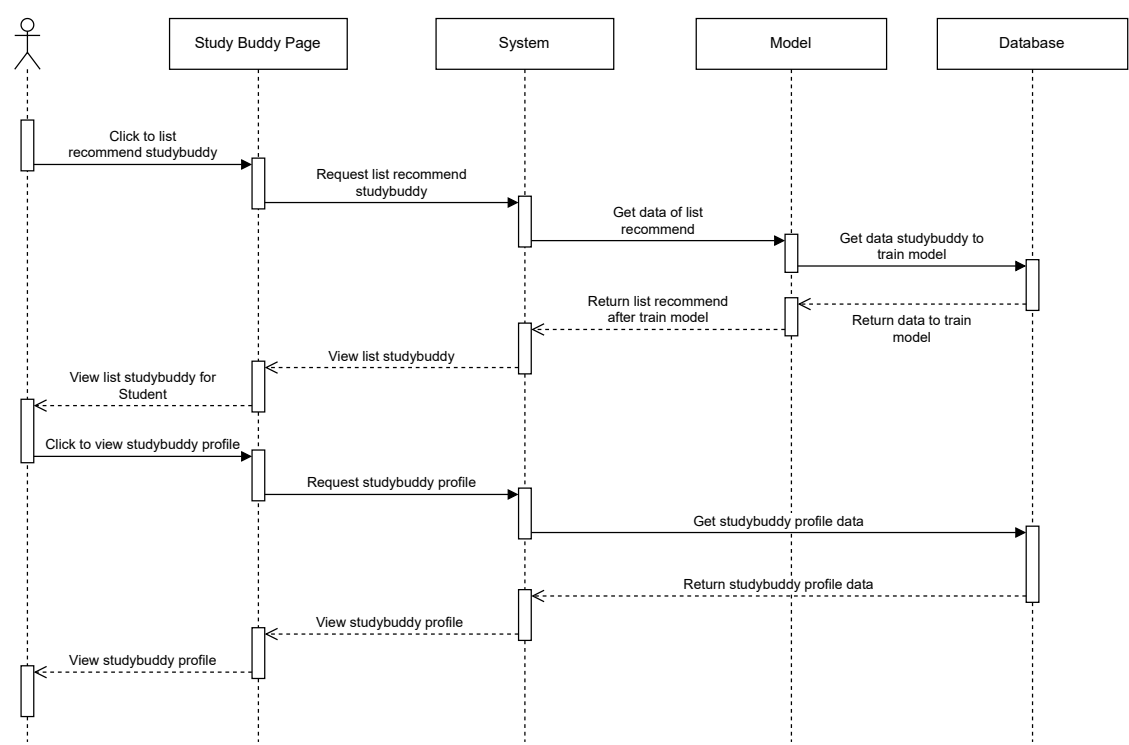 Study Buddy Page
System
Model
Database
Click to list
recommend studybuddy
Request list recommend
studybuddy
Get data of list
recommend
Get data studybuddy to
train model
Return list recommend
after train model
Return data to train
model
View list studybuddy
View list studybuddy for
Student
Click to view studybuddy profile
Request studybuddy profile
Get studybuddy profile data
Return studybuddy profile data
View studybuddy profile
View studybuddy profile